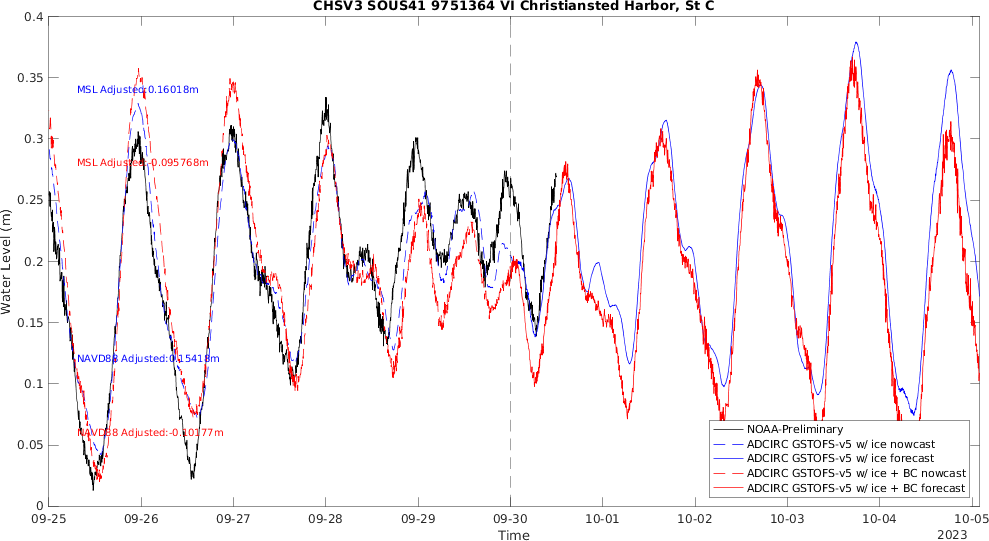 CHSV3 SOUS41 9751364 VI Christiansted Harbor, St C
0.4
0.35
0.3
0.25
0.2
0.15
0.1
0.05
0
Water Level (m)
MSL Adjusted:0.16018m
MSL Adjusted:-0.095768m
NAVD88 Adjusted:0.15418m
NAVD88 Adjusted:-0.10177m
NOAA-Preliminary
ADCIRC GSTOFS-v5 w/ ice nowcast
ADCIRC GSTOFS-v5 w/ ice forecast
ADCIRC GSTOFS-v5 w/ ice + BC nowcast
ADCIRC GSTOFS-v5 w/ ice + BC forecast
09-25 09-26 09-27 09-28 09-29 09-30 10-01 10-02 10-03 10-04 10-05
Time
2023